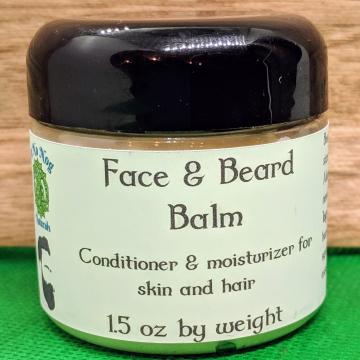 Face & Beard
Balm
Conditioner & moisturizer for
skin and hair
1.5 oz by weight